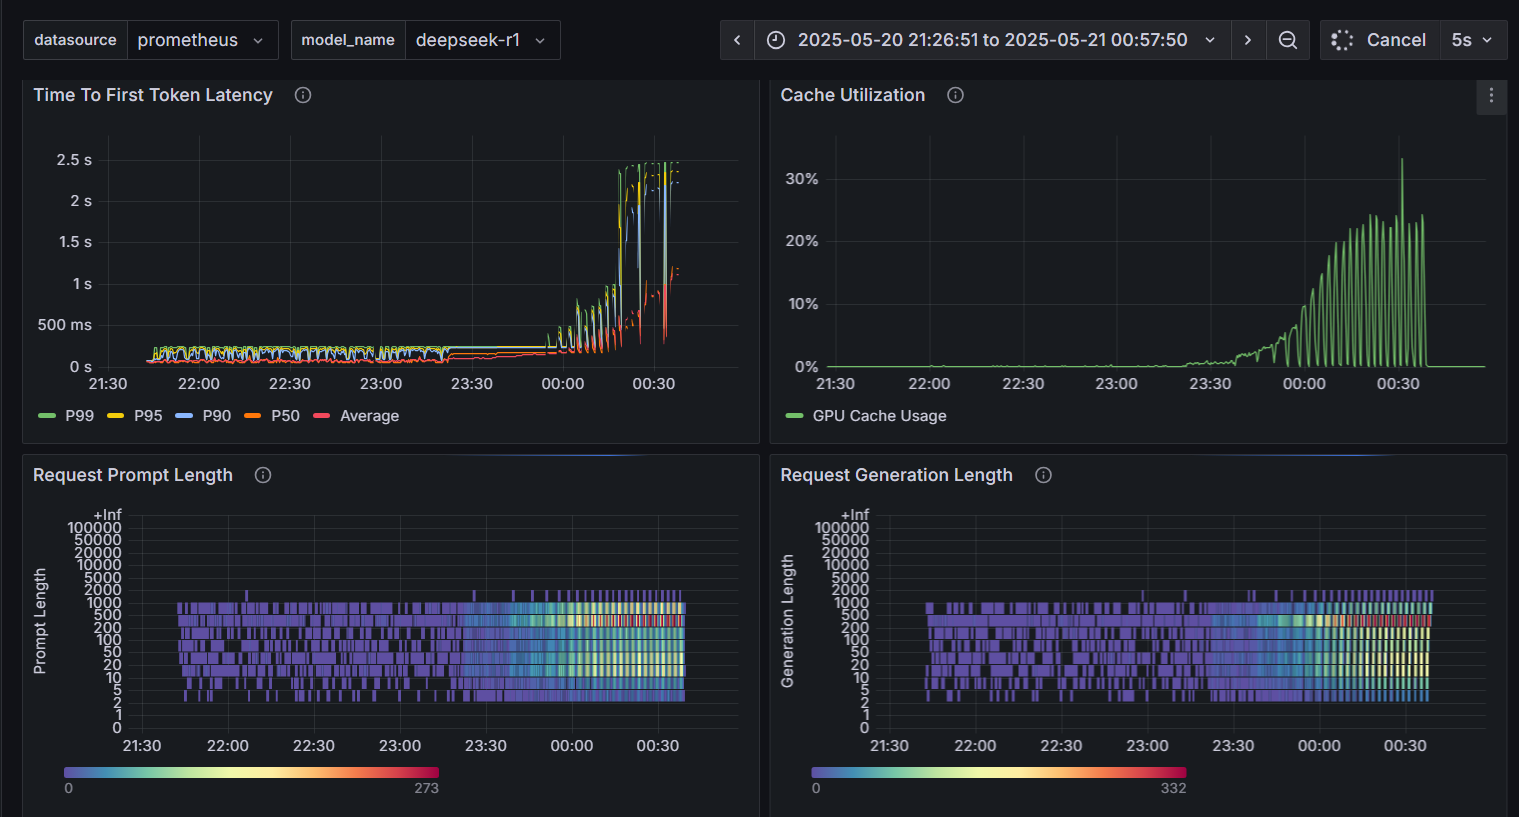 datasource prometheus model_name deepseek-r1 2025-05-20 21:26:51 to 2025-05-21 00:57:50 Cancel 5s
Time To First Token Latency
2.5 s
2 s
1.5 s
1 s
500 ms
0 s
21:30 22:00 22:30 23:00 23:30 00:00 00:30
P99 P95 P90 P50 Average
Cache Utilization
30%
20%
10%
0%
21:30 22:00 22:30 23:00 23:30 00:00 00:30
GPU Cache Usage
Request Prompt Length
Prompt Length
+Inf
100000
50000
20000
10000
5000
2000
1000
500
200
100
50
20
10
5
2
1
0
21:30 22:00 22:30 23:00 23:30 00:00 00:30
0 273
Request Generation Length
Generation Length
+Inf
100000
50000
20000
10000
5000
2000
1000
500
200
100
50
20
10
5
2
1
0
21:30 22:00 22:30 23:00 23:30 00:00 00:30
0 332